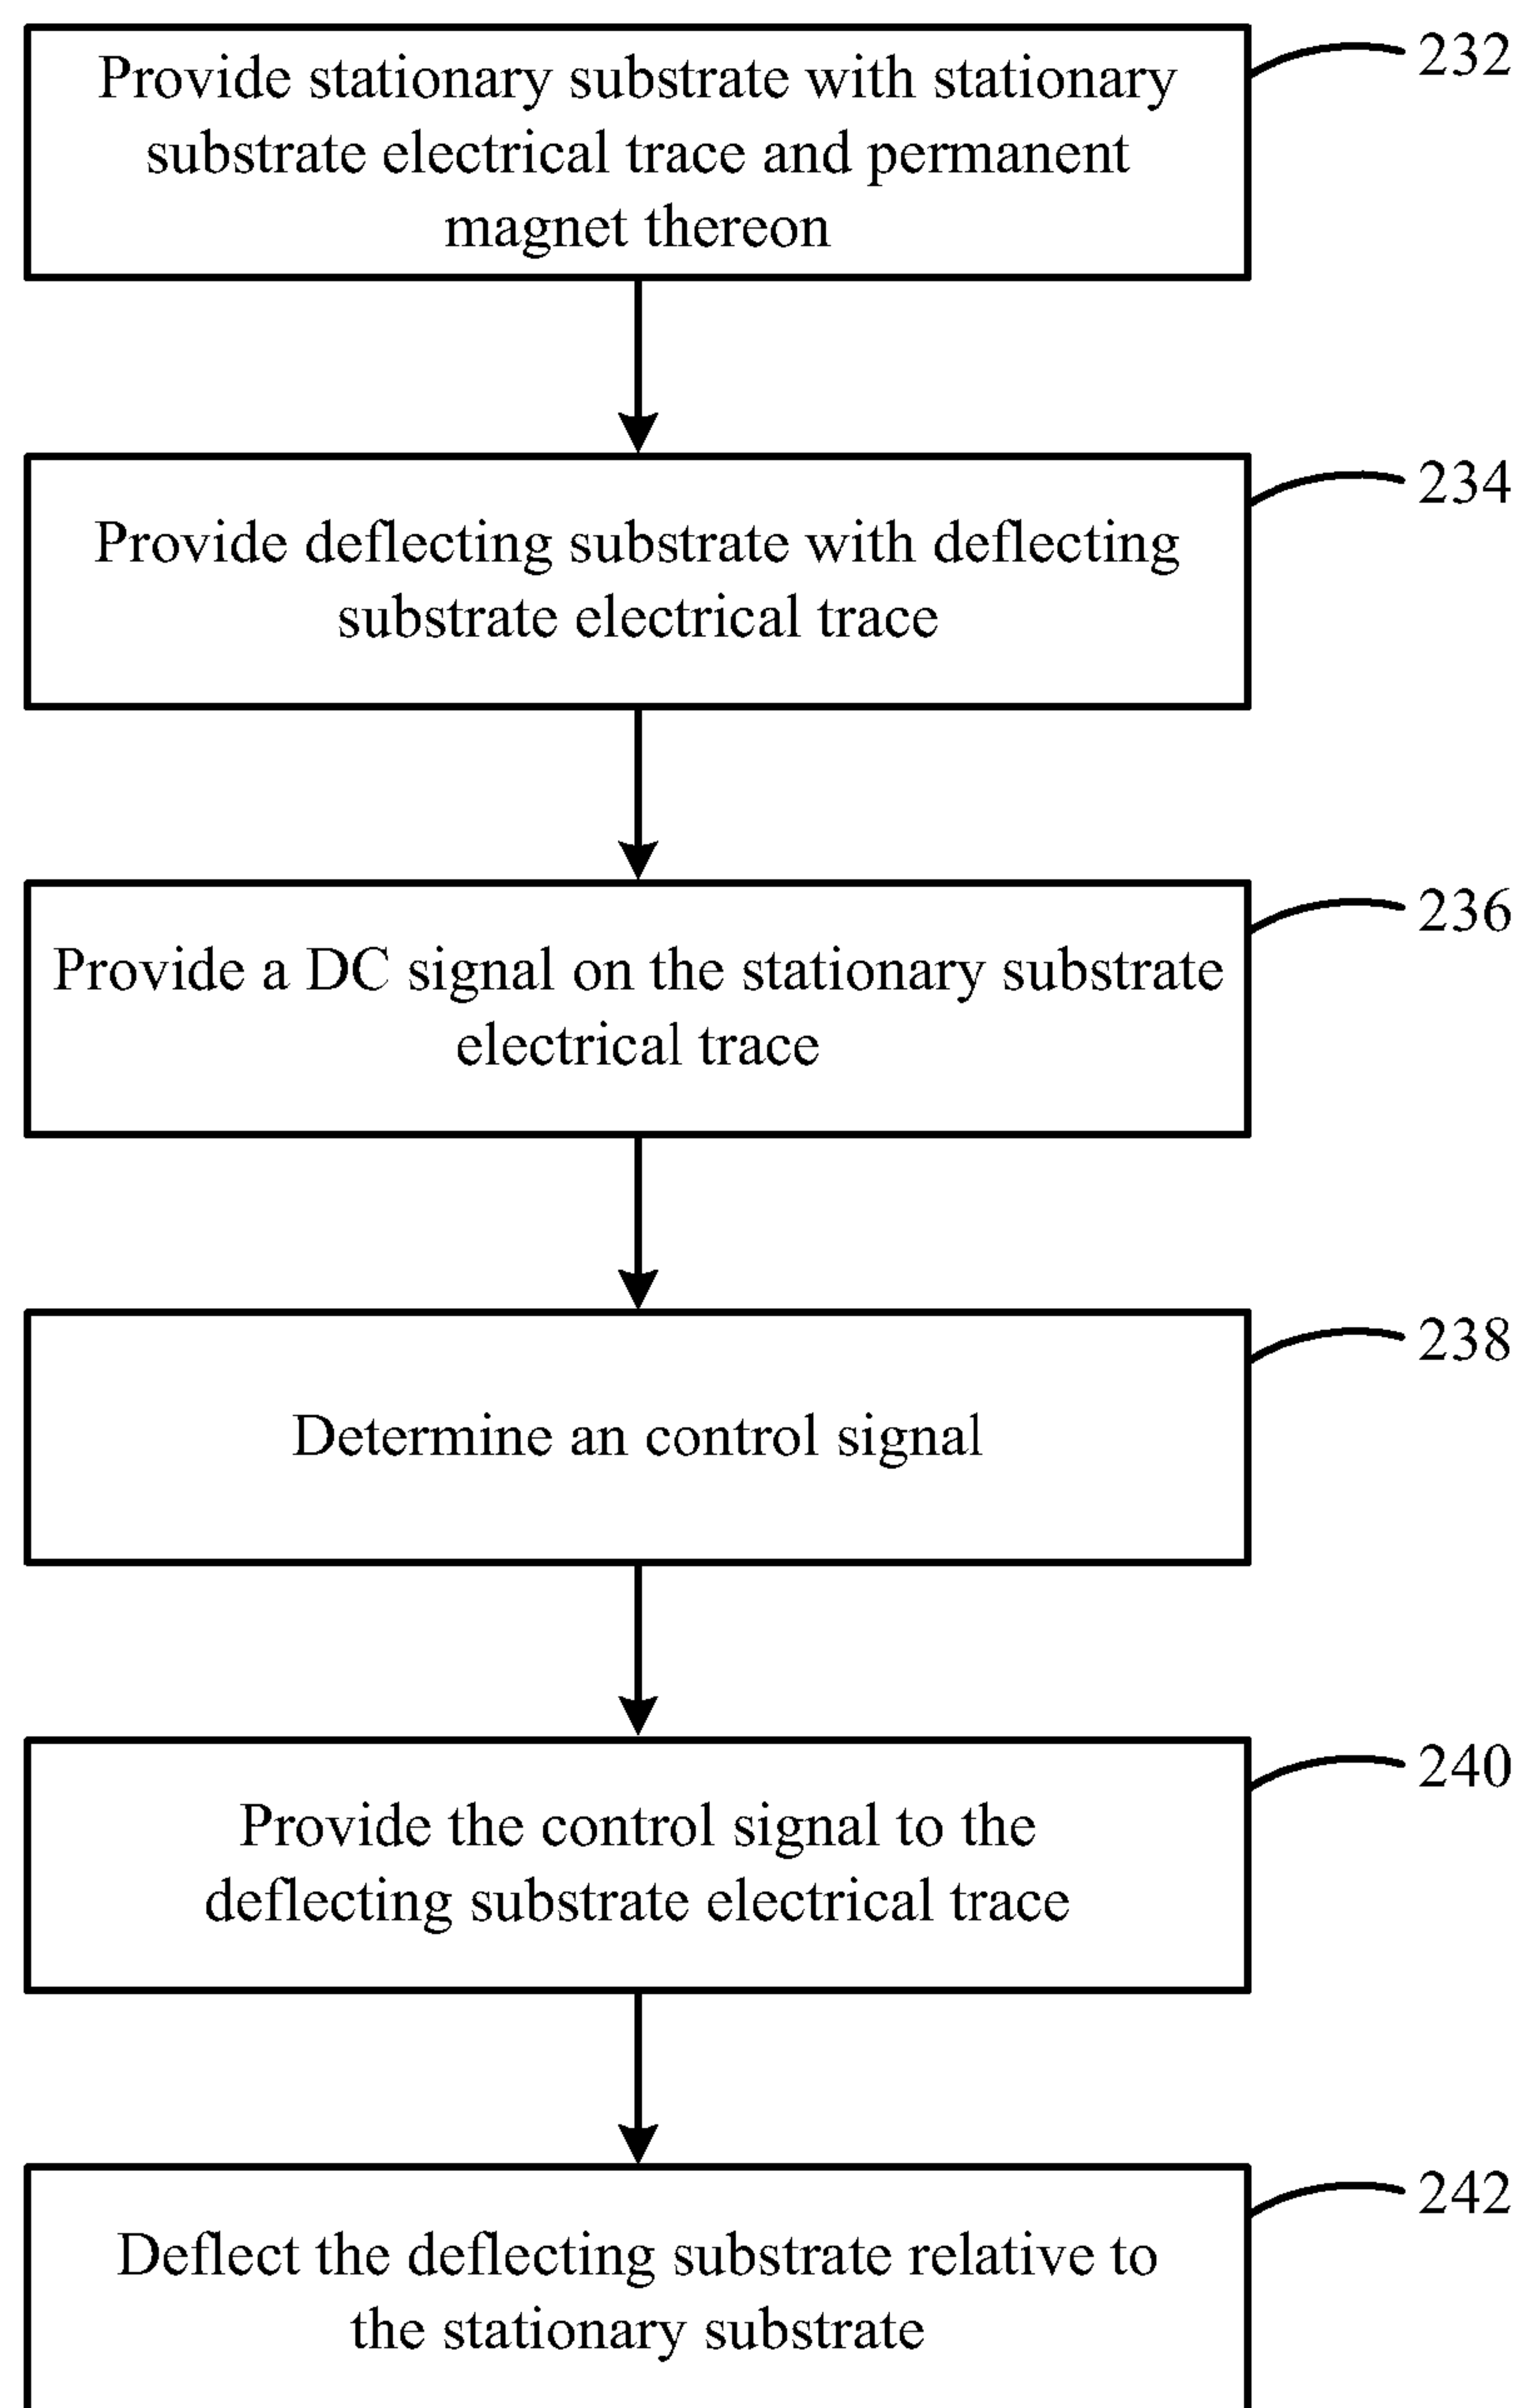 Provide stationary substrate with stationary
substrate electrical trace and permanent
magnet thereon
232
Provide deflecting substrate with deflecting
substrate electrical trace
234
Provide a DC signal on the stationary substrate
electrical trace
236
Determine an control signal
238
Provide the control signal to the
deflecting substrate electrical trace
240
Deflect the deflecting substrate relative to
the stationary substrate
242